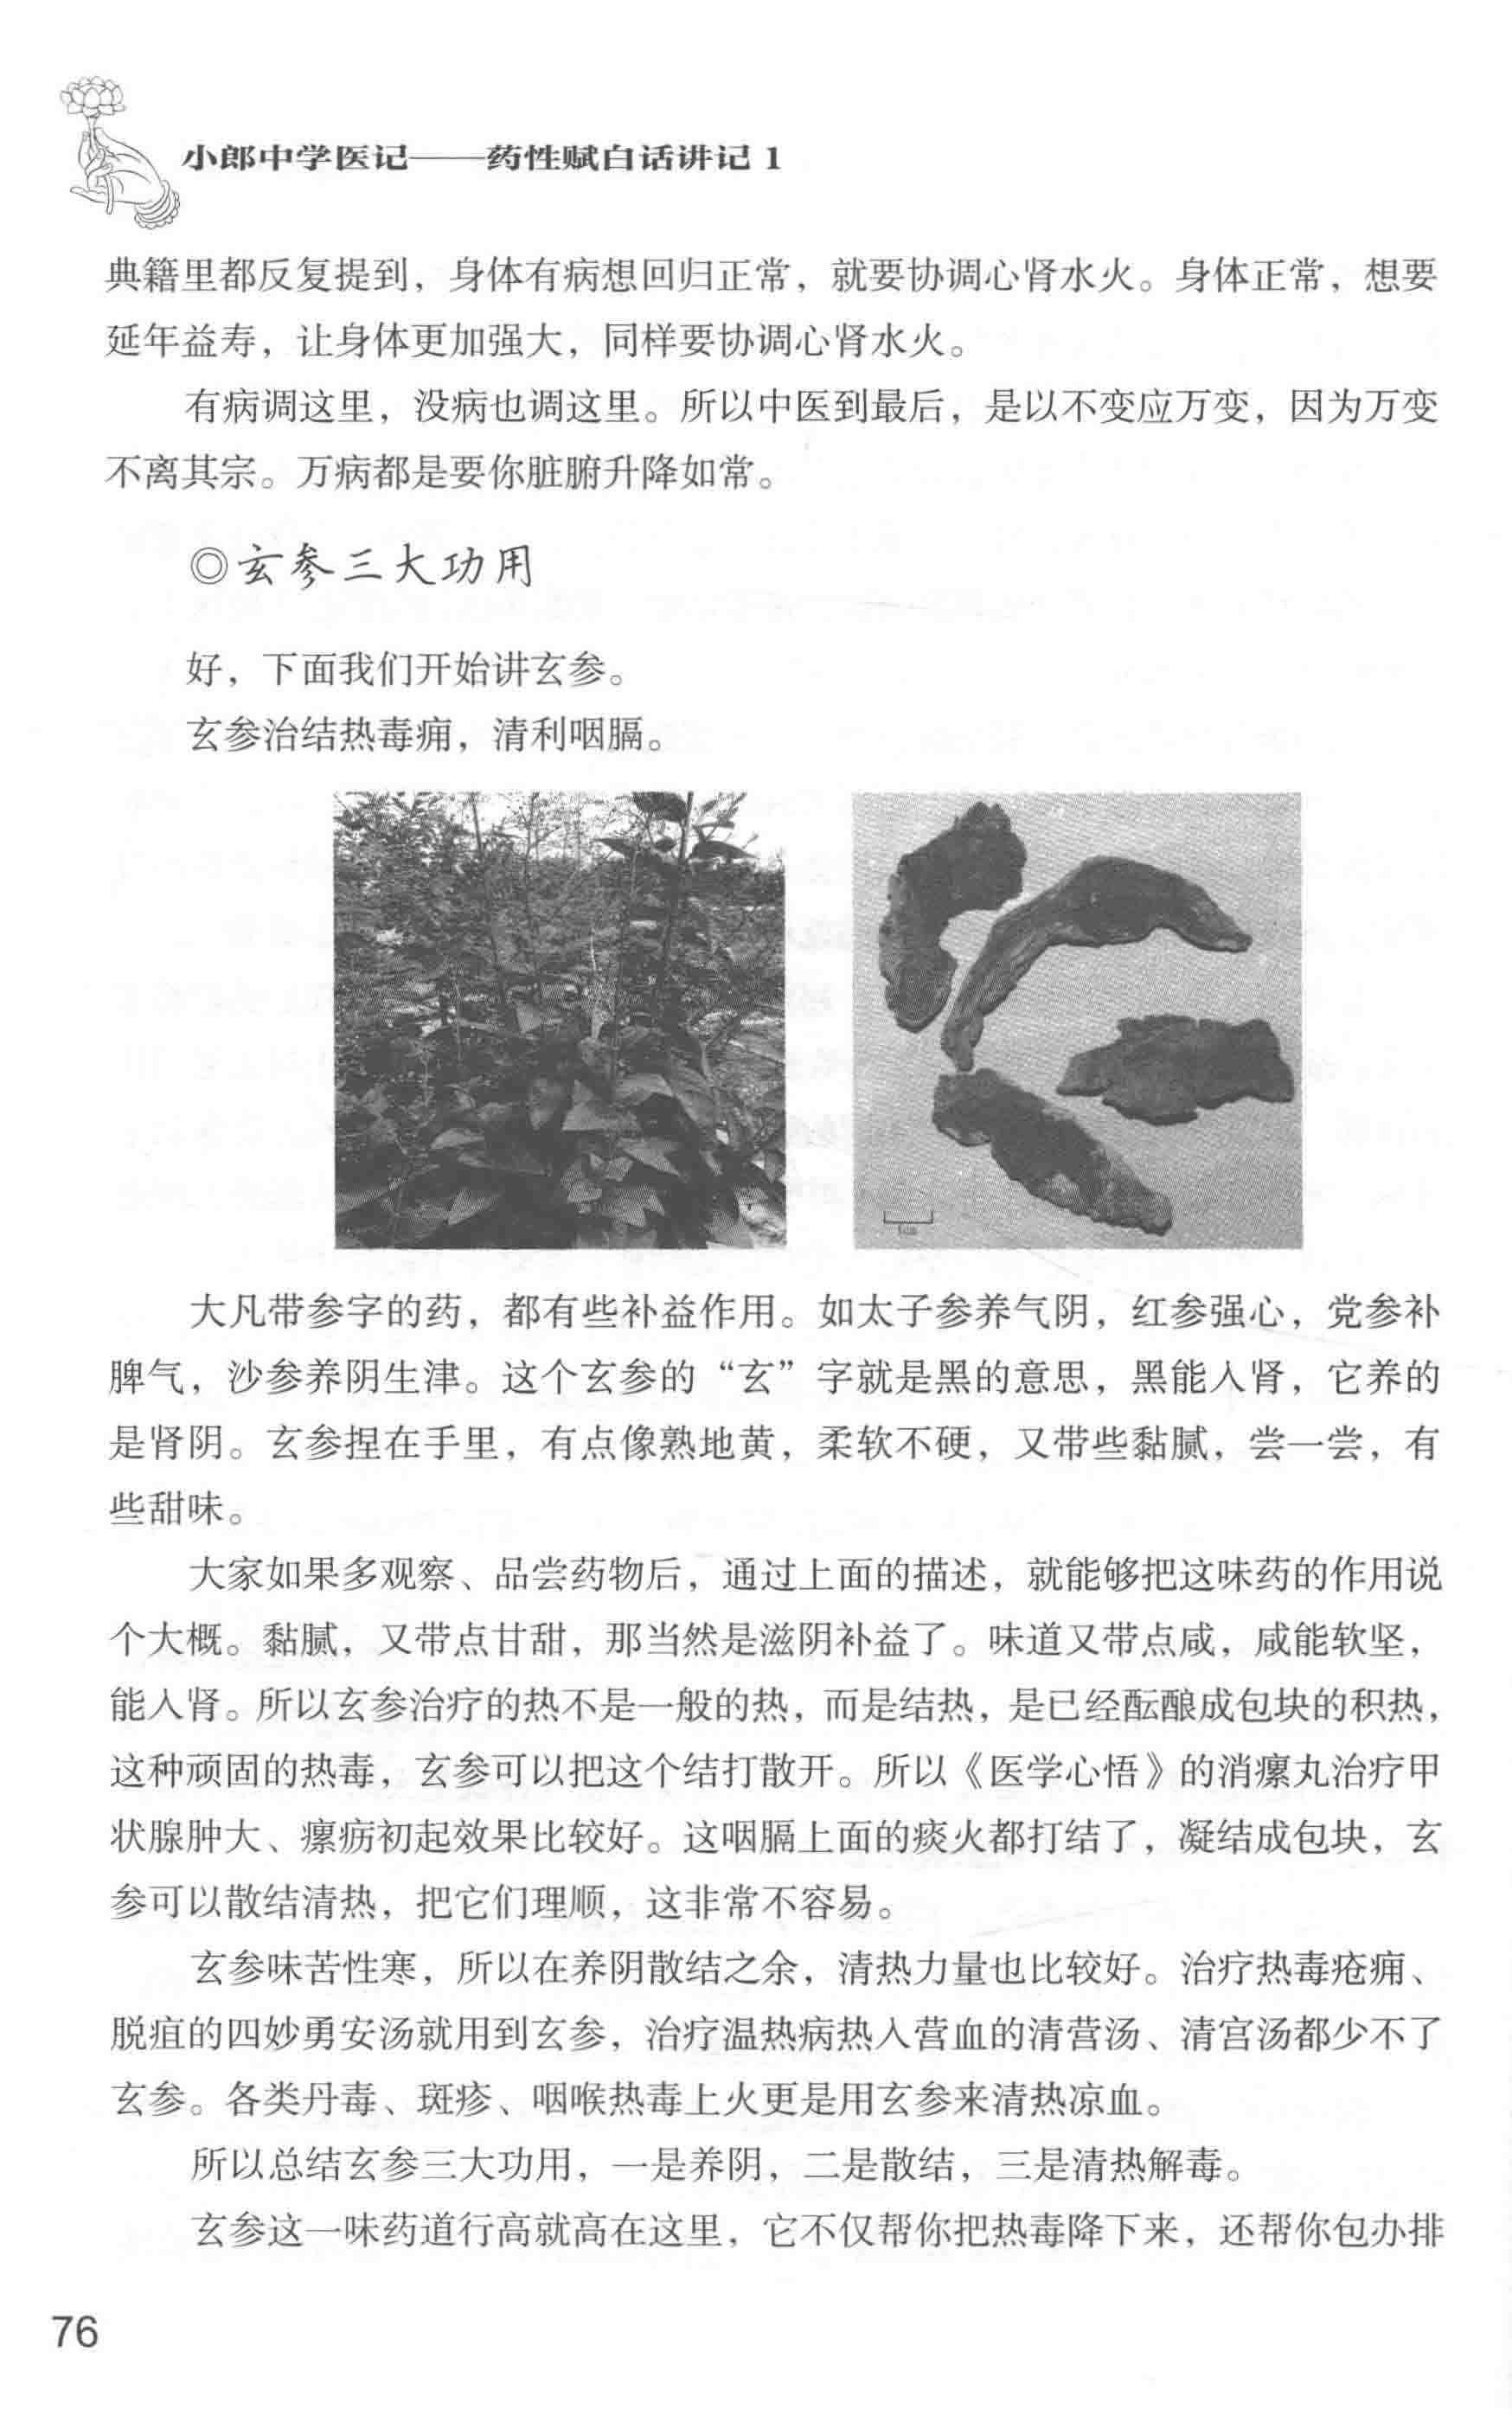 小郎中学医记——药性赋白话讲记 1
典籍里都反复提到，身体有病想回归正常，就要协调心肾水火。身体正常，想要
延年益寿，让身体更加强大，同样要协调心肾水火。
有病调这里，没病也调这里。所以中医到最后，是以不变应万变，因为万变
不离其宗。万病都是要你脏腑升降如常。
◎玄参三大功用
好，下面我们开始讲玄参。
玄参治结热毒痈，清利咽膈。
1cm
大凡带参字的药，都有些补益作用。如太子参养气阴，红参强心，党参补
脾气，沙参养阴生津。这个玄参的“玄”字就是黑的意思，黑能入肾，它养的
是肾阴。玄参捏在手里，有点像熟地黄，柔软不硬，又带些黏腻，尝一尝，有
些甜味。
大家如果多观察、品尝药物后，通过上面的描述，就能够把这味药的作用说
个大概。黏腻，又带点甘甜，那当然是滋阴补益了。味道又带点咸，咸能软坚，
能入肾。所以玄参治疗的热不是一般的热，而是结热，是已经酝酿成包块的积热，
这种顽固的热毒，玄参可以把这个结打散开。所以《医学心悟》的消瘰丸治疗甲
状腺肿大、瘰疬初起效果比较好。这咽膈上面的痰火都打结了，凝结成包块，玄
参可以散结清热，把它们理顺，这非常不容易。
玄参味苦性寒，所以在养阴散结之余，清热力量也比较好。治疗热毒疮痈、
脱疽的四妙勇安汤就用到玄参，治疗温热病热入营血的清营汤、清宫汤都少不了
玄参。各类丹毒、斑疹、咽喉热毒上火更是用玄参来清热凉血。
所以总结玄参三大功用，一是养阴，二是散结，三是清热解毒。
玄参这一味药道行高就高在这里，它不仅帮你把热毒降下来，还帮你包办排
76